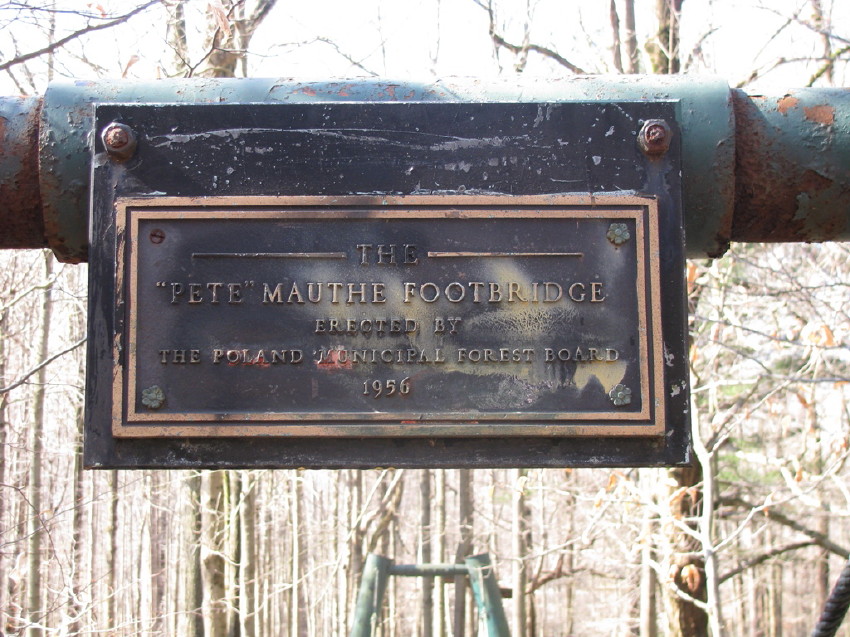 THE
"PETE" MAUTHE FOOTBRIDGE
ERECTED BY
THE POLAND MUNICIPAL FOREST BOARD
1956